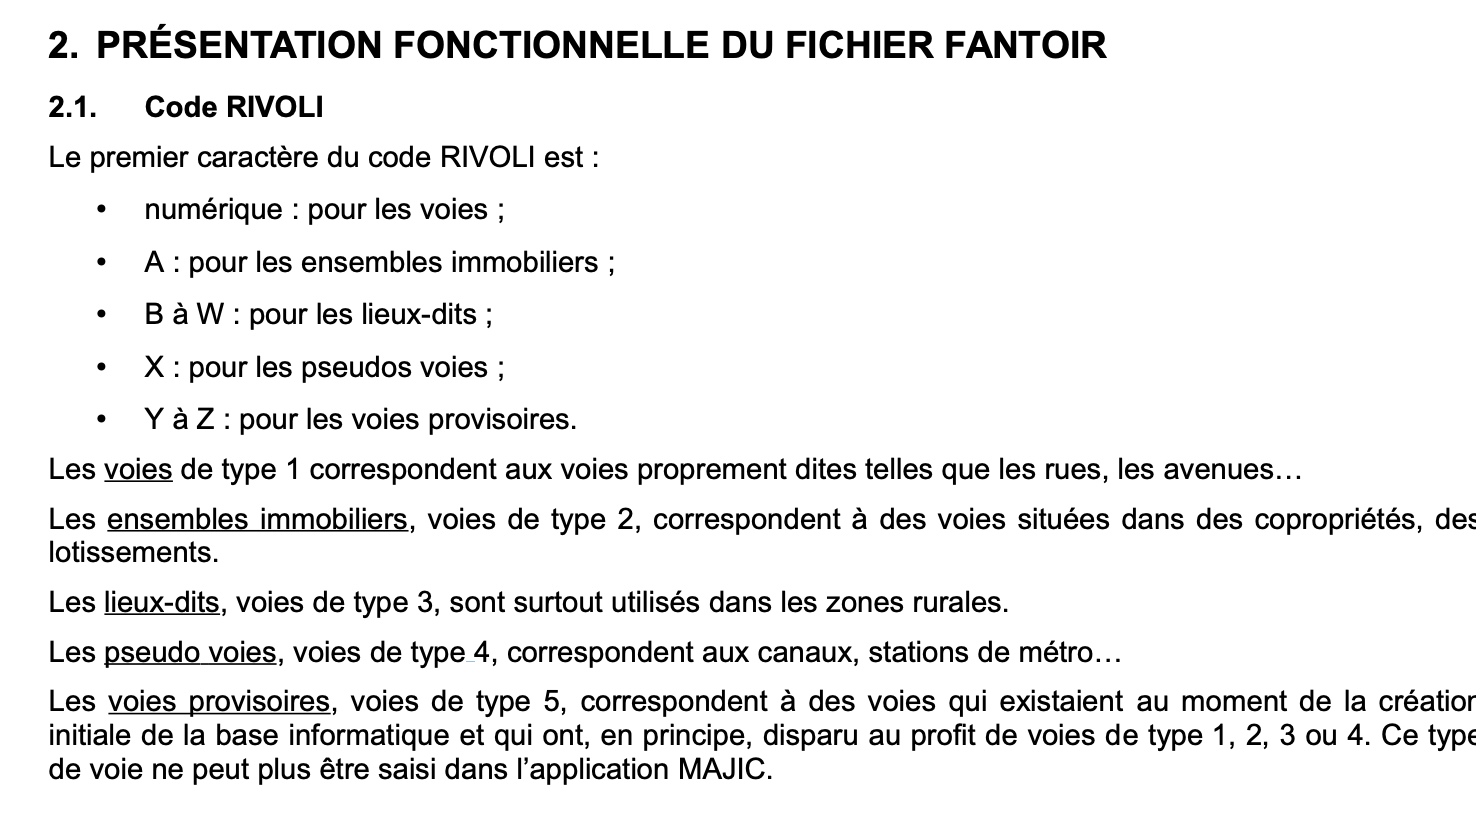 2. PRÉSENTATION FONCTIONNELLE DU FICHIER FANTOIR
2.1. Code RIVOLI
Le premier caractère du code RIVOLI est :
• numérique : pour les voies ;
• A : pour les ensembles immobiliers ;
• B à W : pour les lieux-dits ;
• X : pour les pseudos voies ;
• Y à Z : pour les voies provisoires.
Les voies de type 1 correspondent aux voies proprement dites telles que les rues, les avenues…
Les ensembles immobiliers, voies de type 2, correspondent à des voies situées dans des copropriétés, des
lotissements.
Les lieux-dits, voies de type 3, sont surtout utilisés dans les zones rurales.
Les pseudo voies, voies de type 4, correspondent aux canaux, stations de métro…
Les voies provisoires, voies de type 5, correspondent à des voies qui existaient au moment de la création
initiale de la base informatique et qui ont, en principe, disparu au profit de voies de type 1, 2, 3 ou 4. Ce type
de voie ne peut plus être saisi dans l’application MAJIC.